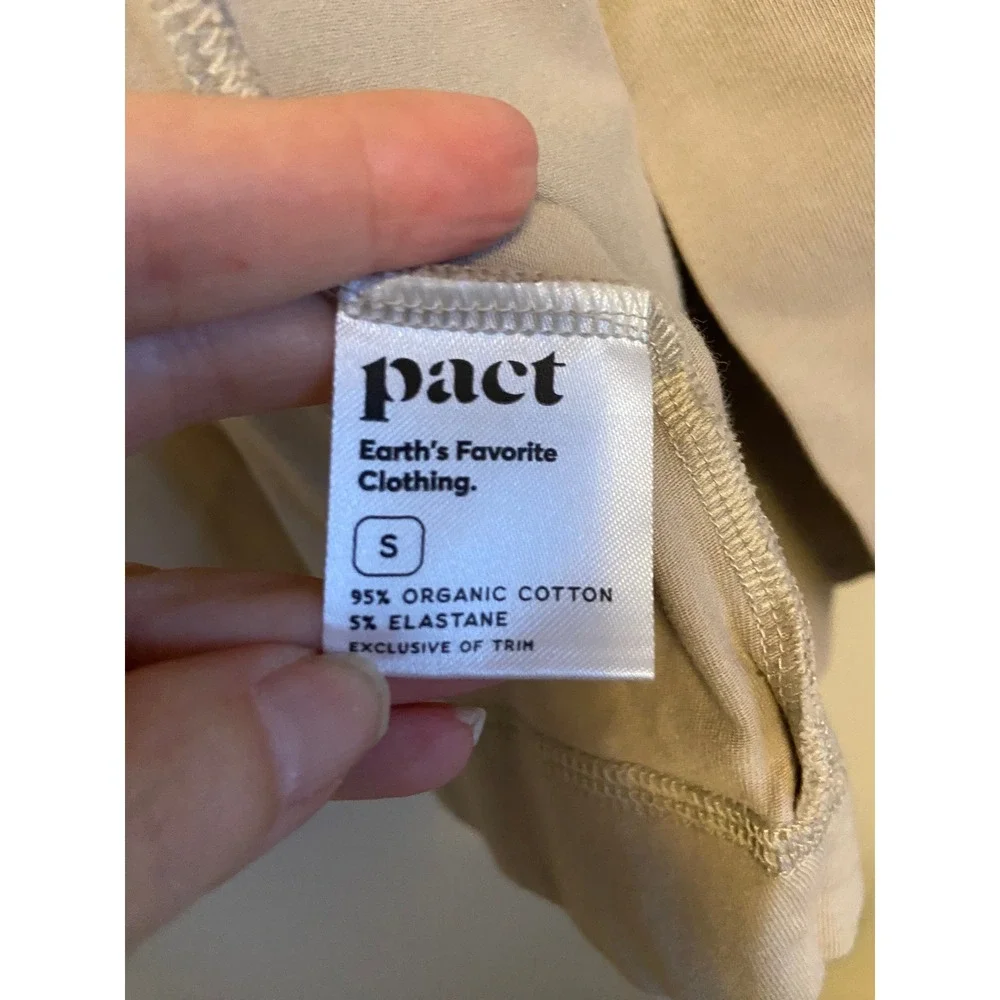 pact
Earth's Favorite
Clothing.
S
95% ORGANIC COTTON
5% ELASTANE
EXCLUSIVE OF TRIM